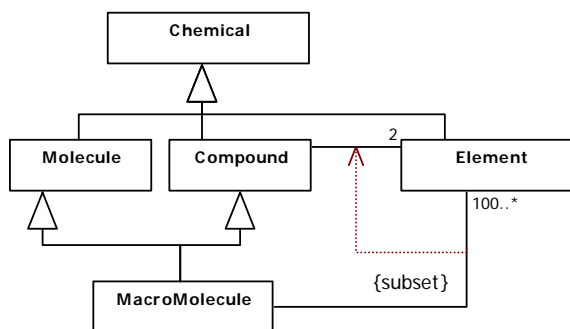 Chemical
Molecule
Compound
2
Element
100..*
{subset}
MacroMolecule